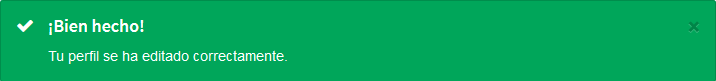 ¡Bien hecho!
Tu perfil se ha editado correctamente.